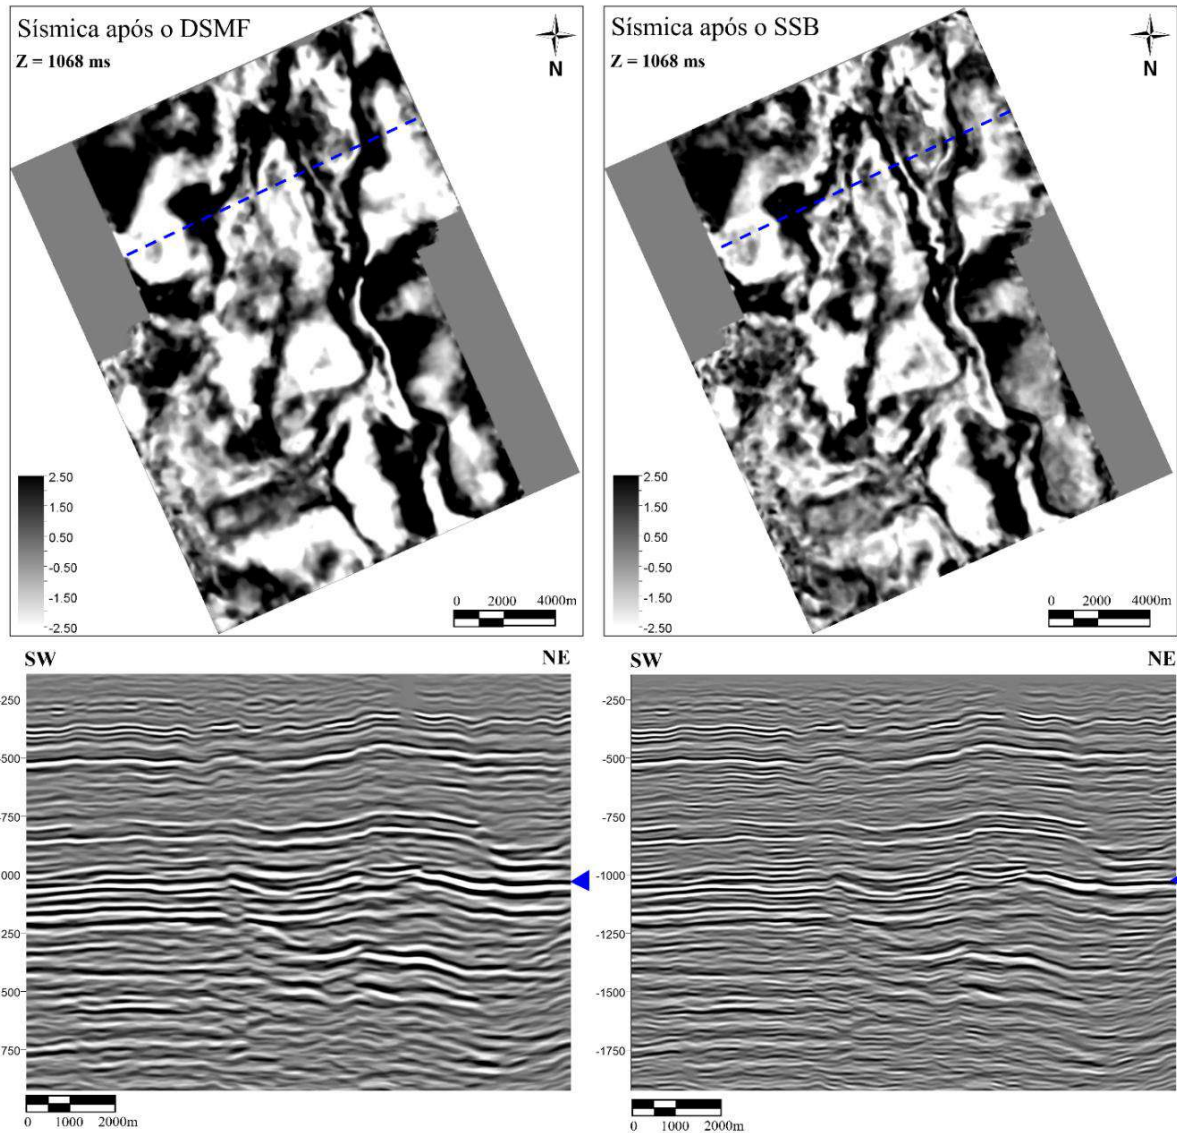 Sísmica após o DSMF
Z = 1068 ms
N
2.50
1.50
0.50
-0.50
-1.50
-2.50
0 2000 4000m
Sísmica após o SSB
Z = 1068 ms
N
2.50
1.50
0.50
-0.50
-1.50
-2.50
0 2000 4000m
SW NE
-250
500
-750
000
250
500
750
0 1000 2000m
SW NE
-250
-500
-750
-1000
-1250
-1500
-1750
0 1000 2000m